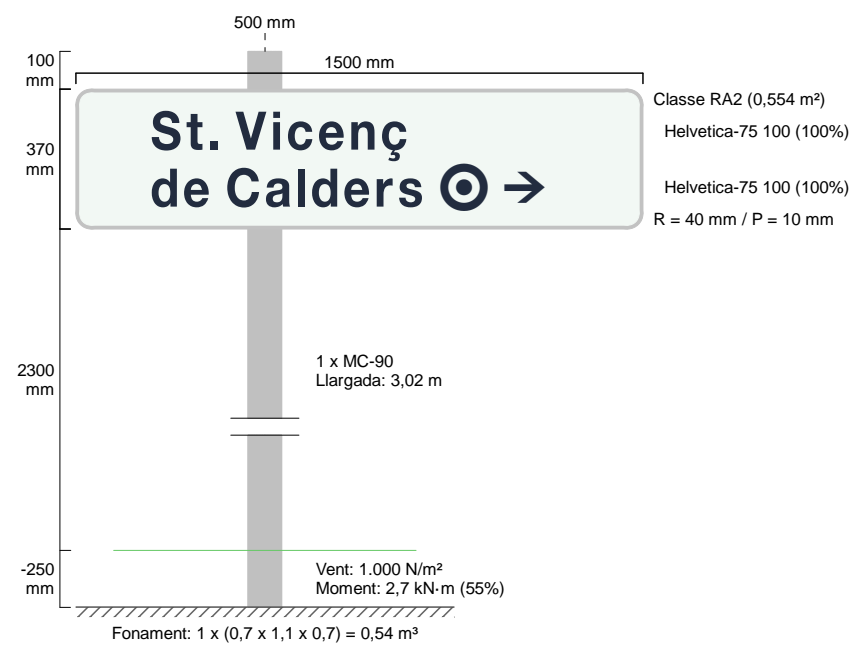 500 mm
100
mm
1500 mm
Classe RA2 (0,554 m²)
St. Vicenç
Helvetica-75 100 (100%)
370
mm
de Calders
Helvetica-75 100 (100%)
R = 40 mm / P = 10 mm
2300
mm
1 x MC-90
Llargada: 3,02 m
-250
mm
Vent: 1.000 N/m²
Moment: 2,7 kN·m (55%)
Fonament: 1 x (0,7 x 1,1 x 0,7) = 0,54 m³